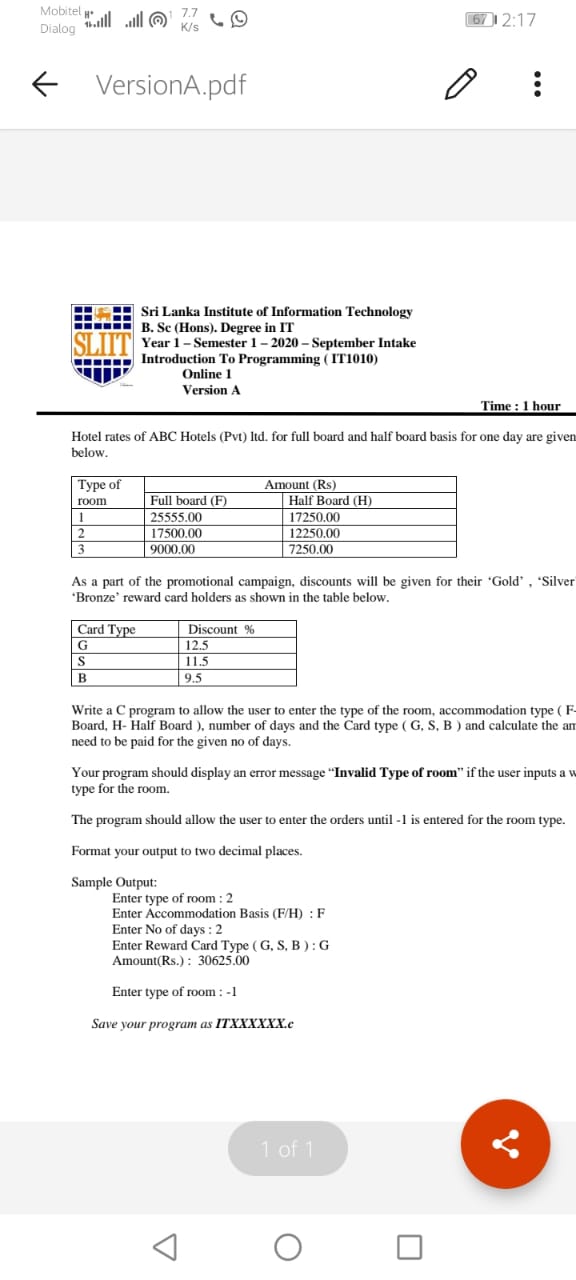 Mobitel H+ 7.7 67 2:17
Dialog K/s
VersionA.pdf
SLIIT
Sri Lanka Institute of Information Technology
B. Sc (Hons). Degree in IT
Year 1 – Semester 1 – 2020 – September Intake
Introduction To Programming ( IT1010)
Online 1
Version A
Time : 1 hour
Hotel rates of ABC Hotels (Pvt) ltd. for full board and half board basis for one day are given
below.
Type of room Amount (Rs)
Full board (F) Half Board (H)
1 25555.00 17250.00
2 17500.00 12250.00
3 9000.00 7250.00
As a part of the promotional campaign, discounts will be given for their ‘Gold’ , ‘Silver’
‘Bronze’ reward card holders as shown in the table below.
Card Type Discount %
G 12.5
S 11.5
B 9.5
Write a C program to allow the user to enter the type of the room, accommodation type ( F-
Board, H- Half Board ), number of days and the Card type ( G, S, B ) and calculate the am
need to be paid for the given no of days.
Your program should display an error message “Invalid Type of room” if the user inputs a w
type for the room.
The program should allow the user to enter the orders until -1 is entered for the room type.
Format your output to two decimal places.
Sample Output:
Enter type of room : 2
Enter Accommodation Basis (F/H) : F
Enter No of days : 2
Enter Reward Card Type ( G, S, B ) : G
Amount(Rs.) : 30625.00
Enter type of room : -1
Save your program as ITXXXXXX.c
1 of 1